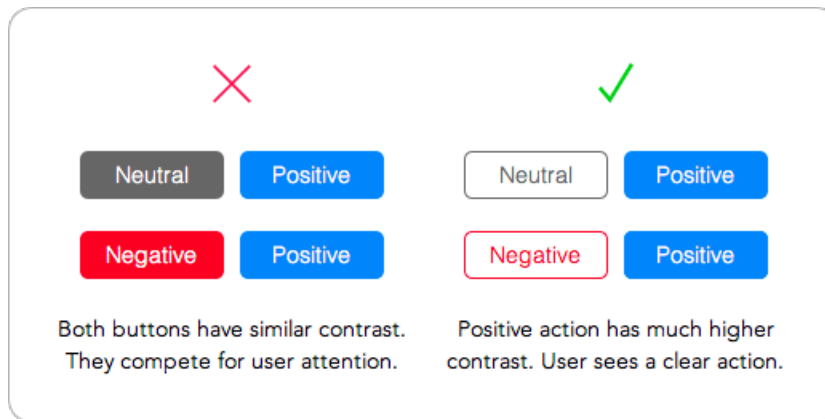 Neutral
Positive
Negative
Positive
Both buttons have similar contrast.
They compete for user attention.
Neutral
Positive
Negative
Positive
Positive action has much higher
contrast. User sees a clear action.